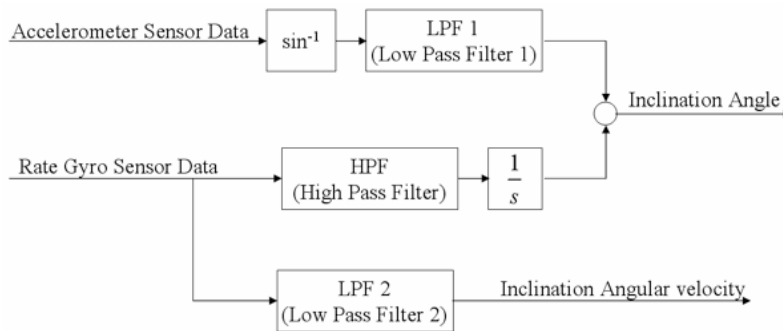 Accelerometer Sensor Data
sin⁻¹
LPF 1
(Low Pass Filter 1)
Inclination Angle
Rate Gyro Sensor Data
HPF
(High Pass Filter)
1
s
LPF 2
(Low Pass Filter 2)
Inclination Angular velocity